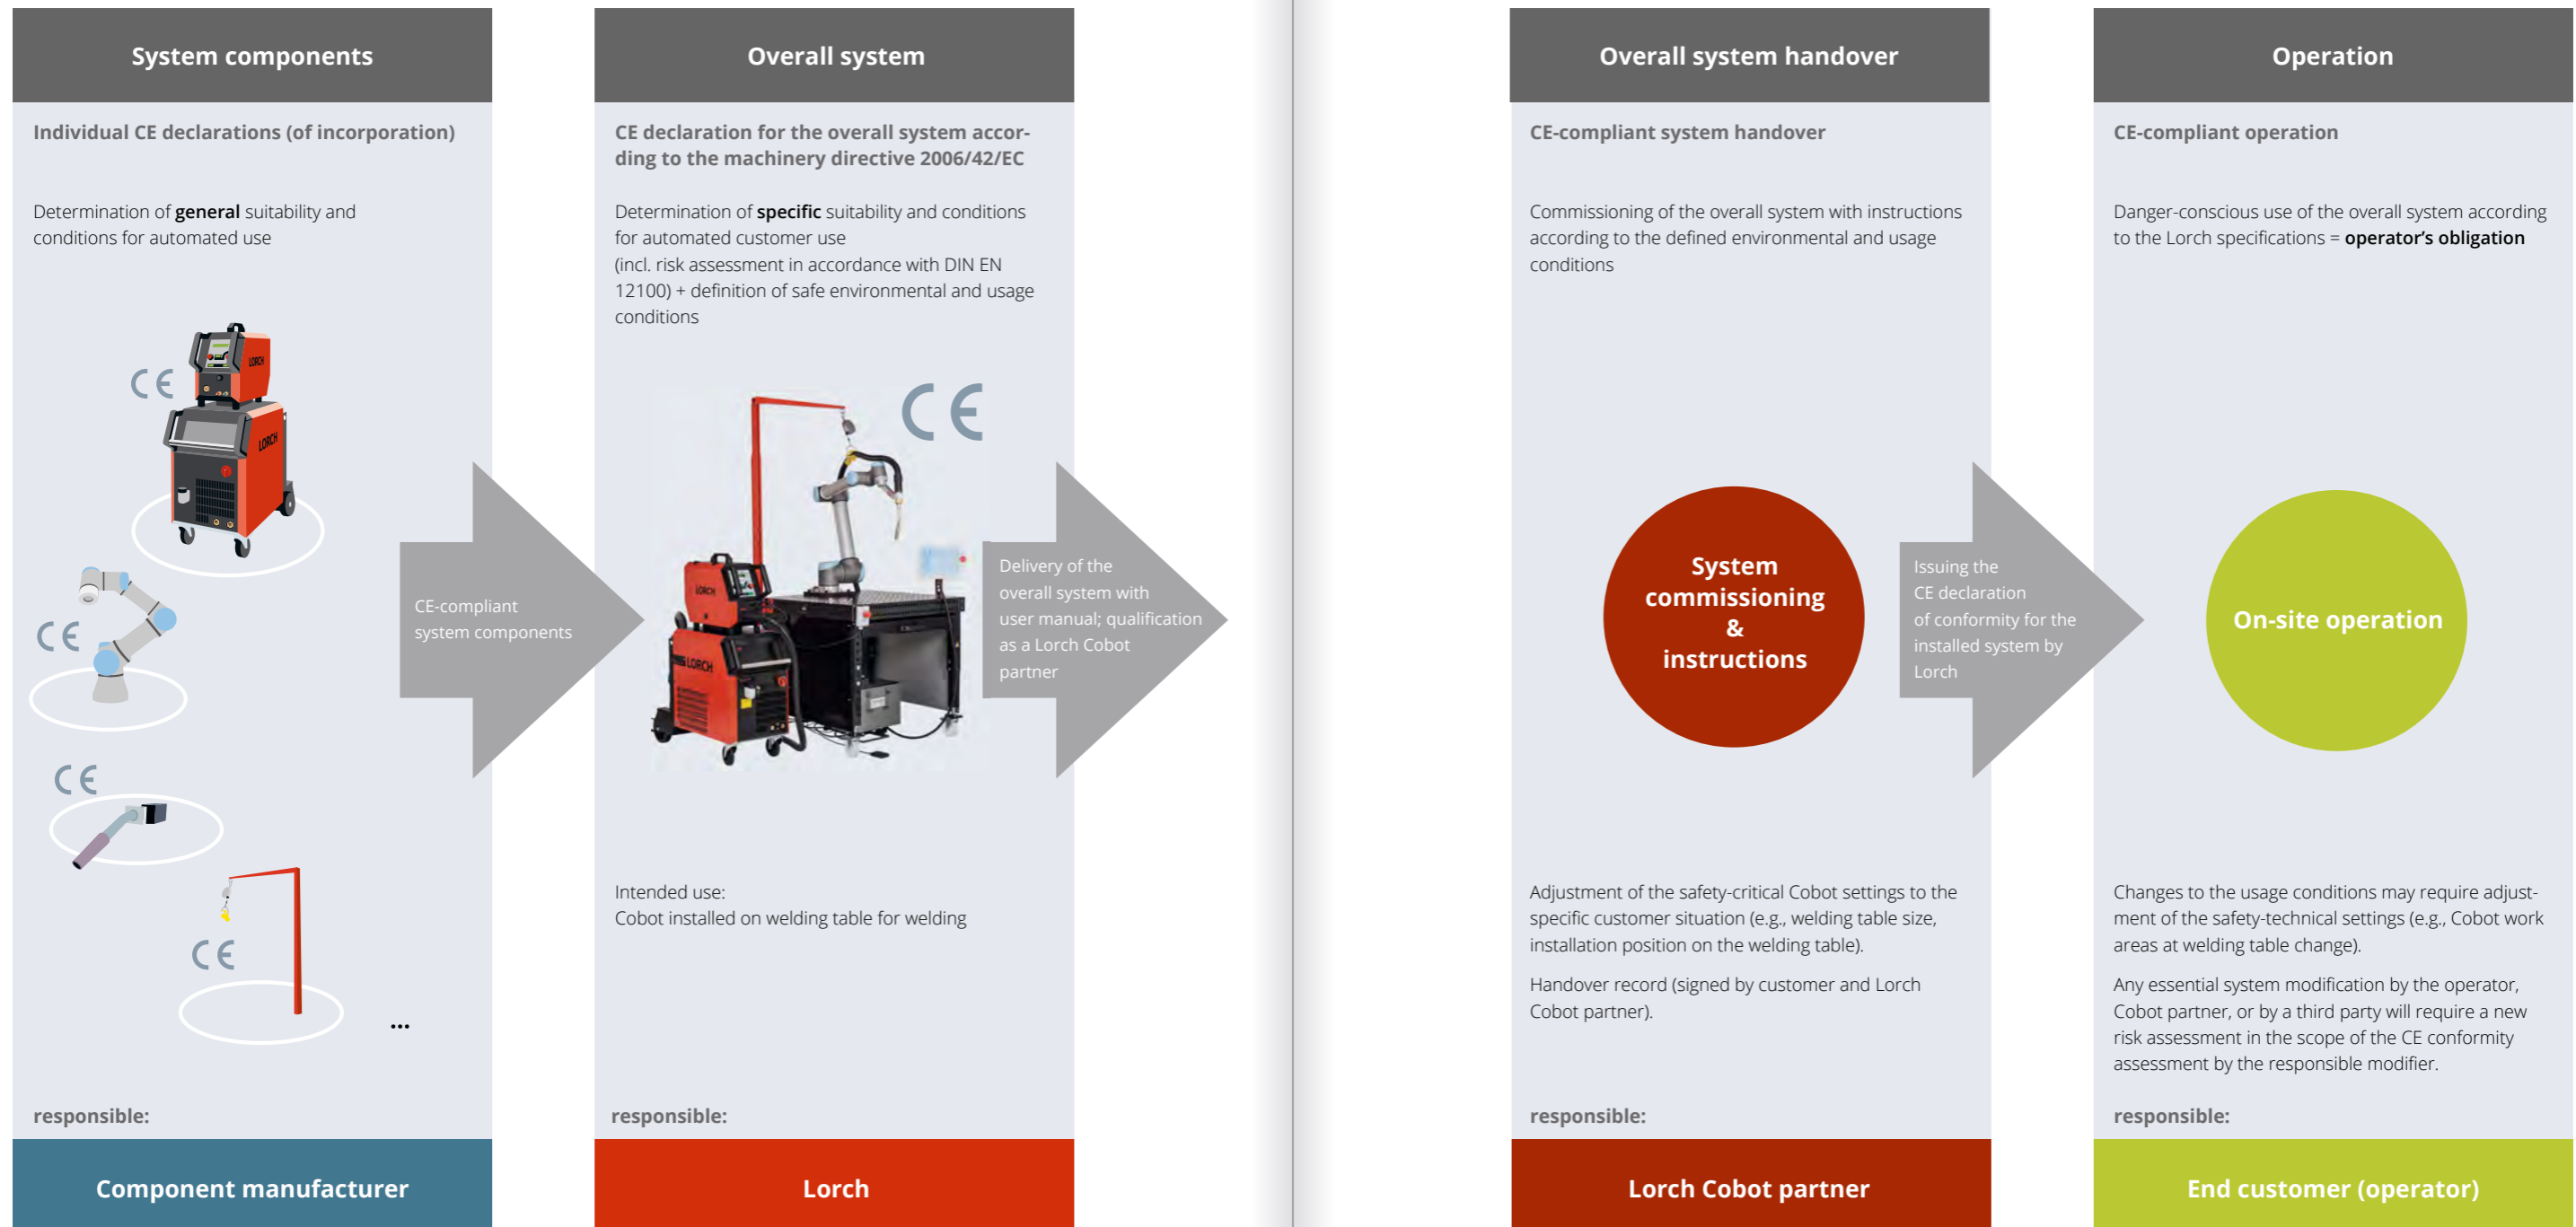 System components
Individual CE declarations (of incorporation)
Determination of general suitability and
conditions for automated use
CE
LORCH
LORCH
CE
CE
CE
...
responsible:
Component manufacturer
CE-compliant
system components
Overall system
CE declaration for the overall system accor-
ding to the machinery directive 2006/42/EC
Determination of specific suitability and conditions
for automated customer use
(incl. risk assessment in accordance with DIN EN
12100) + definition of safe environmental and usage
conditions
CE
LORCH
LORCH
Intended use:
Cobot installed on welding table for welding
responsible:
Lorch
Delivery of the
overall system with
user manual; qualification
as a Lorch Cobot
partner
Overall system handover
CE-compliant system handover
Commissioning of the overall system with instructions
according to the defined environmental and usage
conditions
System
commissioning
&
instructions
Adjustment of the safety-critical Cobot settings to the
specific customer situation (e.g., welding table size,
installation position on the welding table).
Handover record (signed by customer and Lorch
Cobot partner).
responsible:
Lorch Cobot partner
Issuing the
CE declaration
of conformity for the
installed system by
Lorch
Operation
CE-compliant operation
Danger-conscious use of the overall system according
to the Lorch specifications = operator’s obligation
On-site operation
Changes to the usage conditions may require adjust-
ment of the safety-technical settings (e.g., Cobot work
areas at welding table change).
Any essential system modification by the operator,
Cobot partner, or by a third party will require a new
risk assessment in the scope of the CE conformity
assessment by the responsible modifier.
responsible:
End customer (operator)